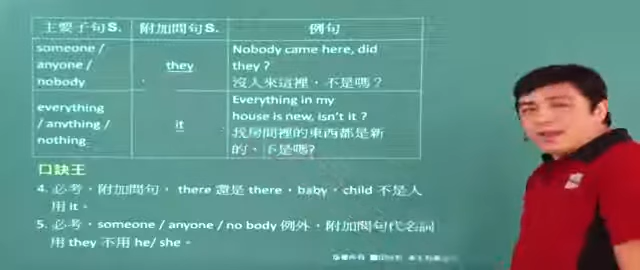 主要子句S. 附加問句S. 例句
someone /
anyone /
nobody
they
Nobody came here, did
they ?
沒人來這裡，不是嗎？
everything
/ anything /
nothing
it
Everything in my
house is new, isn't it ?
我房間裡的東西都是新
的，不是嗎?
口訣王
4. 必考，附加問句， there 還是 there，baby，child 不是人
用 it。
5. 必考，someone / anyone / no body 例外，附加問句代名詞
用 they 不用 he/ she。
版權所有